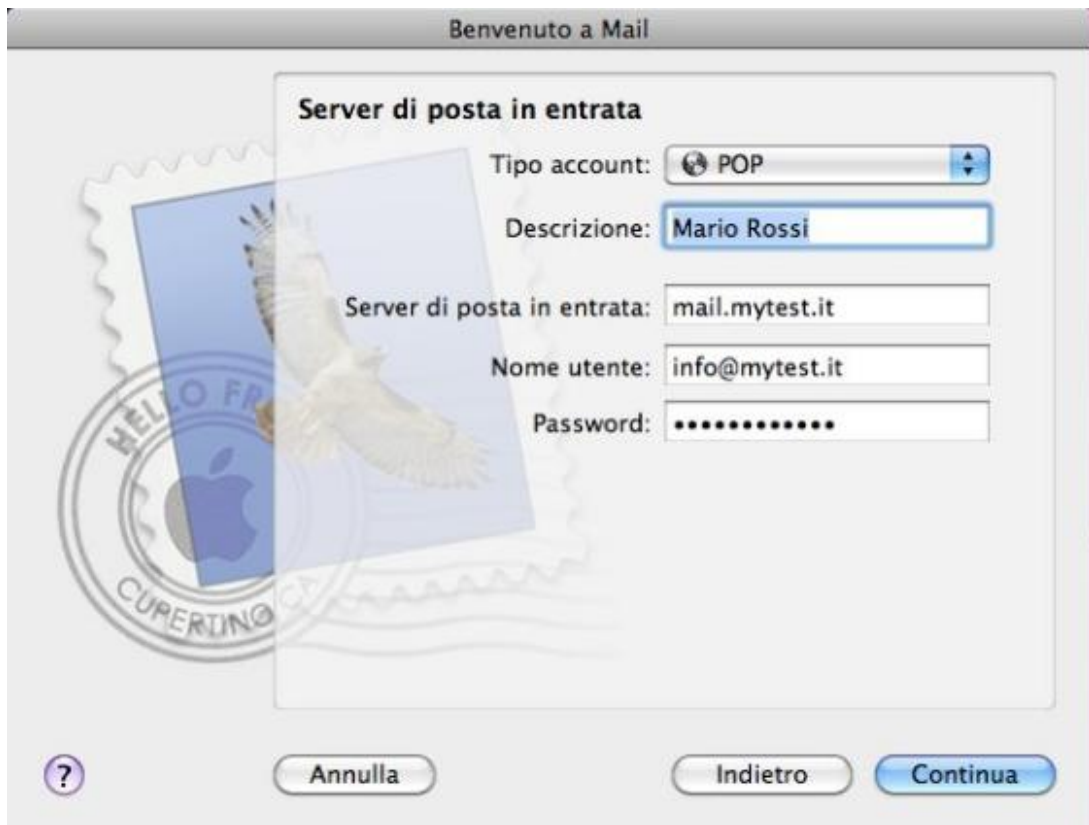 Benvenuto a Mail
Server di posta in entrata
Tipo account: POP
Descrizione: Mario Rossi
Server di posta in entrata: mail.mytest.it
Nome utente: info@mytest.it
Password: ••••••••••••
HELLO FR
CUPERTINO CA
? Annulla Indietro Continua